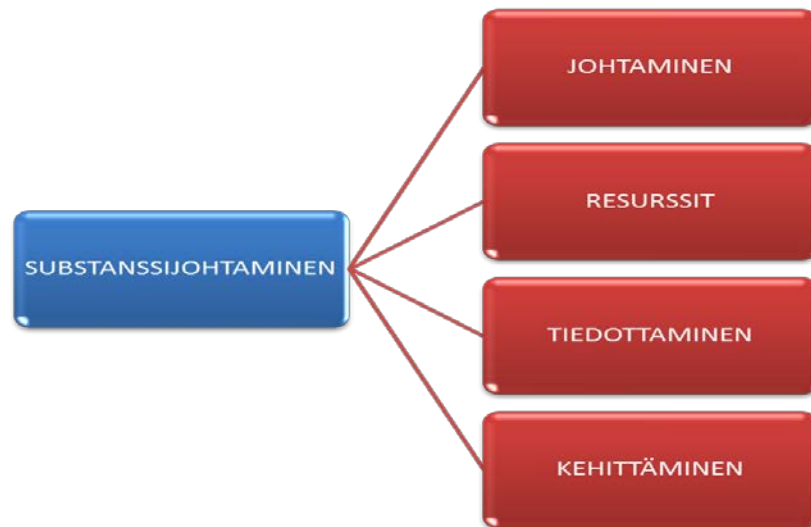 JOHTAMINEN
RESURSSIT
SUBSTANSSIJOHTAMINEN
TIEDOTTAMINEN
KEHITTÄMINEN